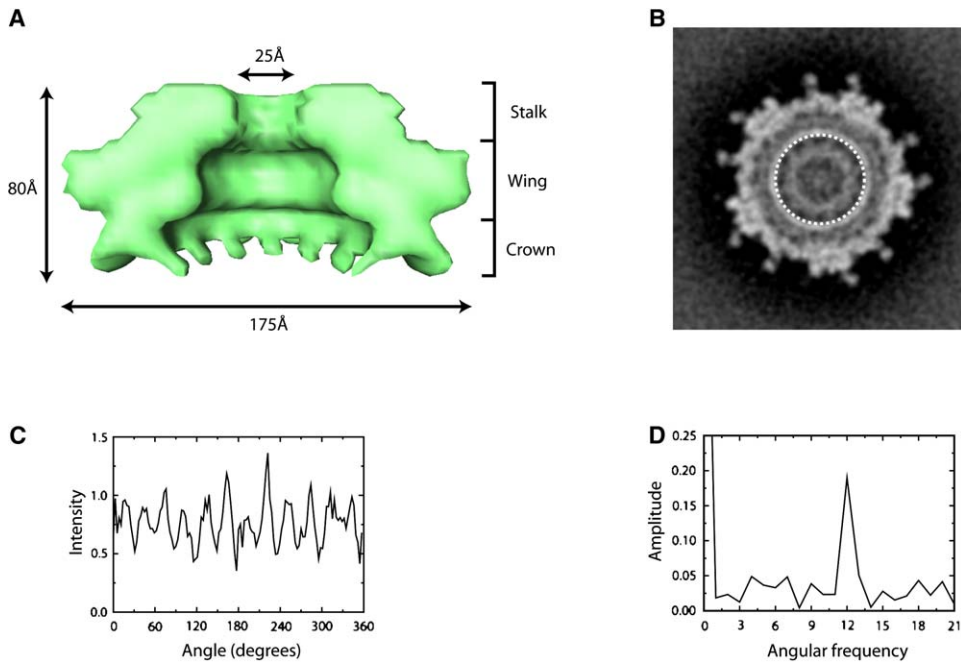 A
25Å
80Å
Stalk
Wing
Crown
175Å
B
C
1.5
1.0
0.5
0.0
Intensity
0 60 120 180 240 300 360
Angle (degrees)
D
0.25
0.20
0.15
0.10
0.05
0.00
Amplitude
0 3 6 9 12 15 18 21
Angular frequency